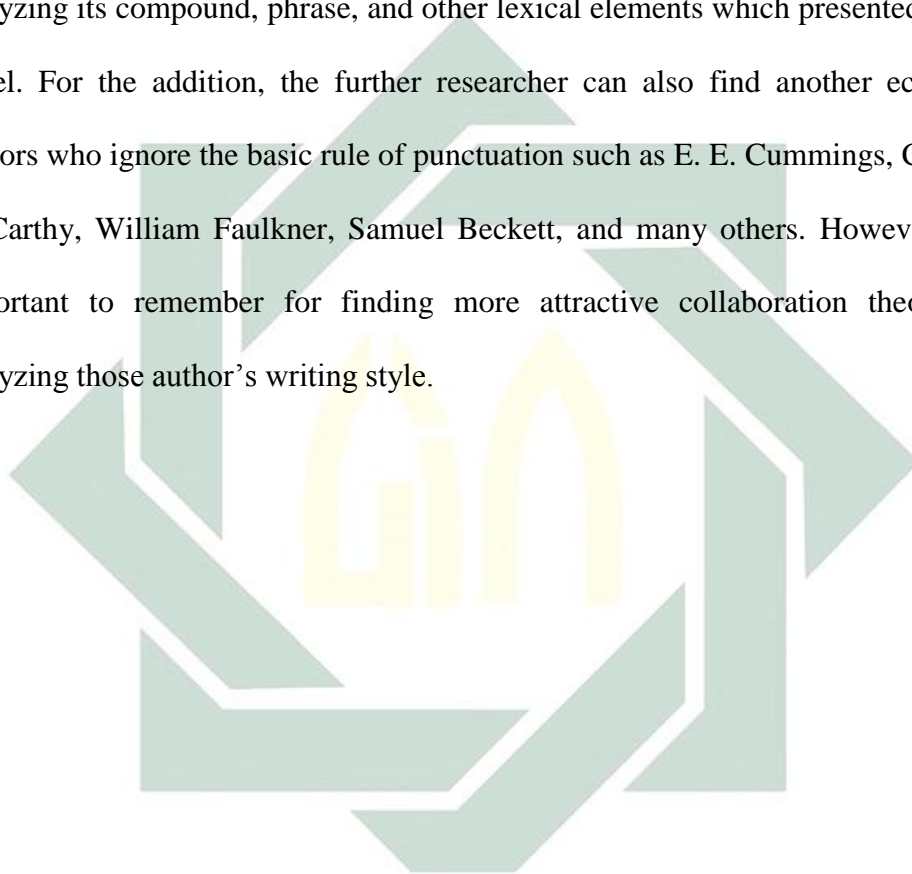 yzing its compound, phrase, and other lexical elements which presented
el. For the addition, the further researcher can also find another ec
ors who ignore the basic rule of punctuation such as E. E. Cummings, C
Carthy, William Faulkner, Samuel Beckett, and many others. Howev
ortant to remember for finding more attractive collaboration theo
yzing those author’s writing style.